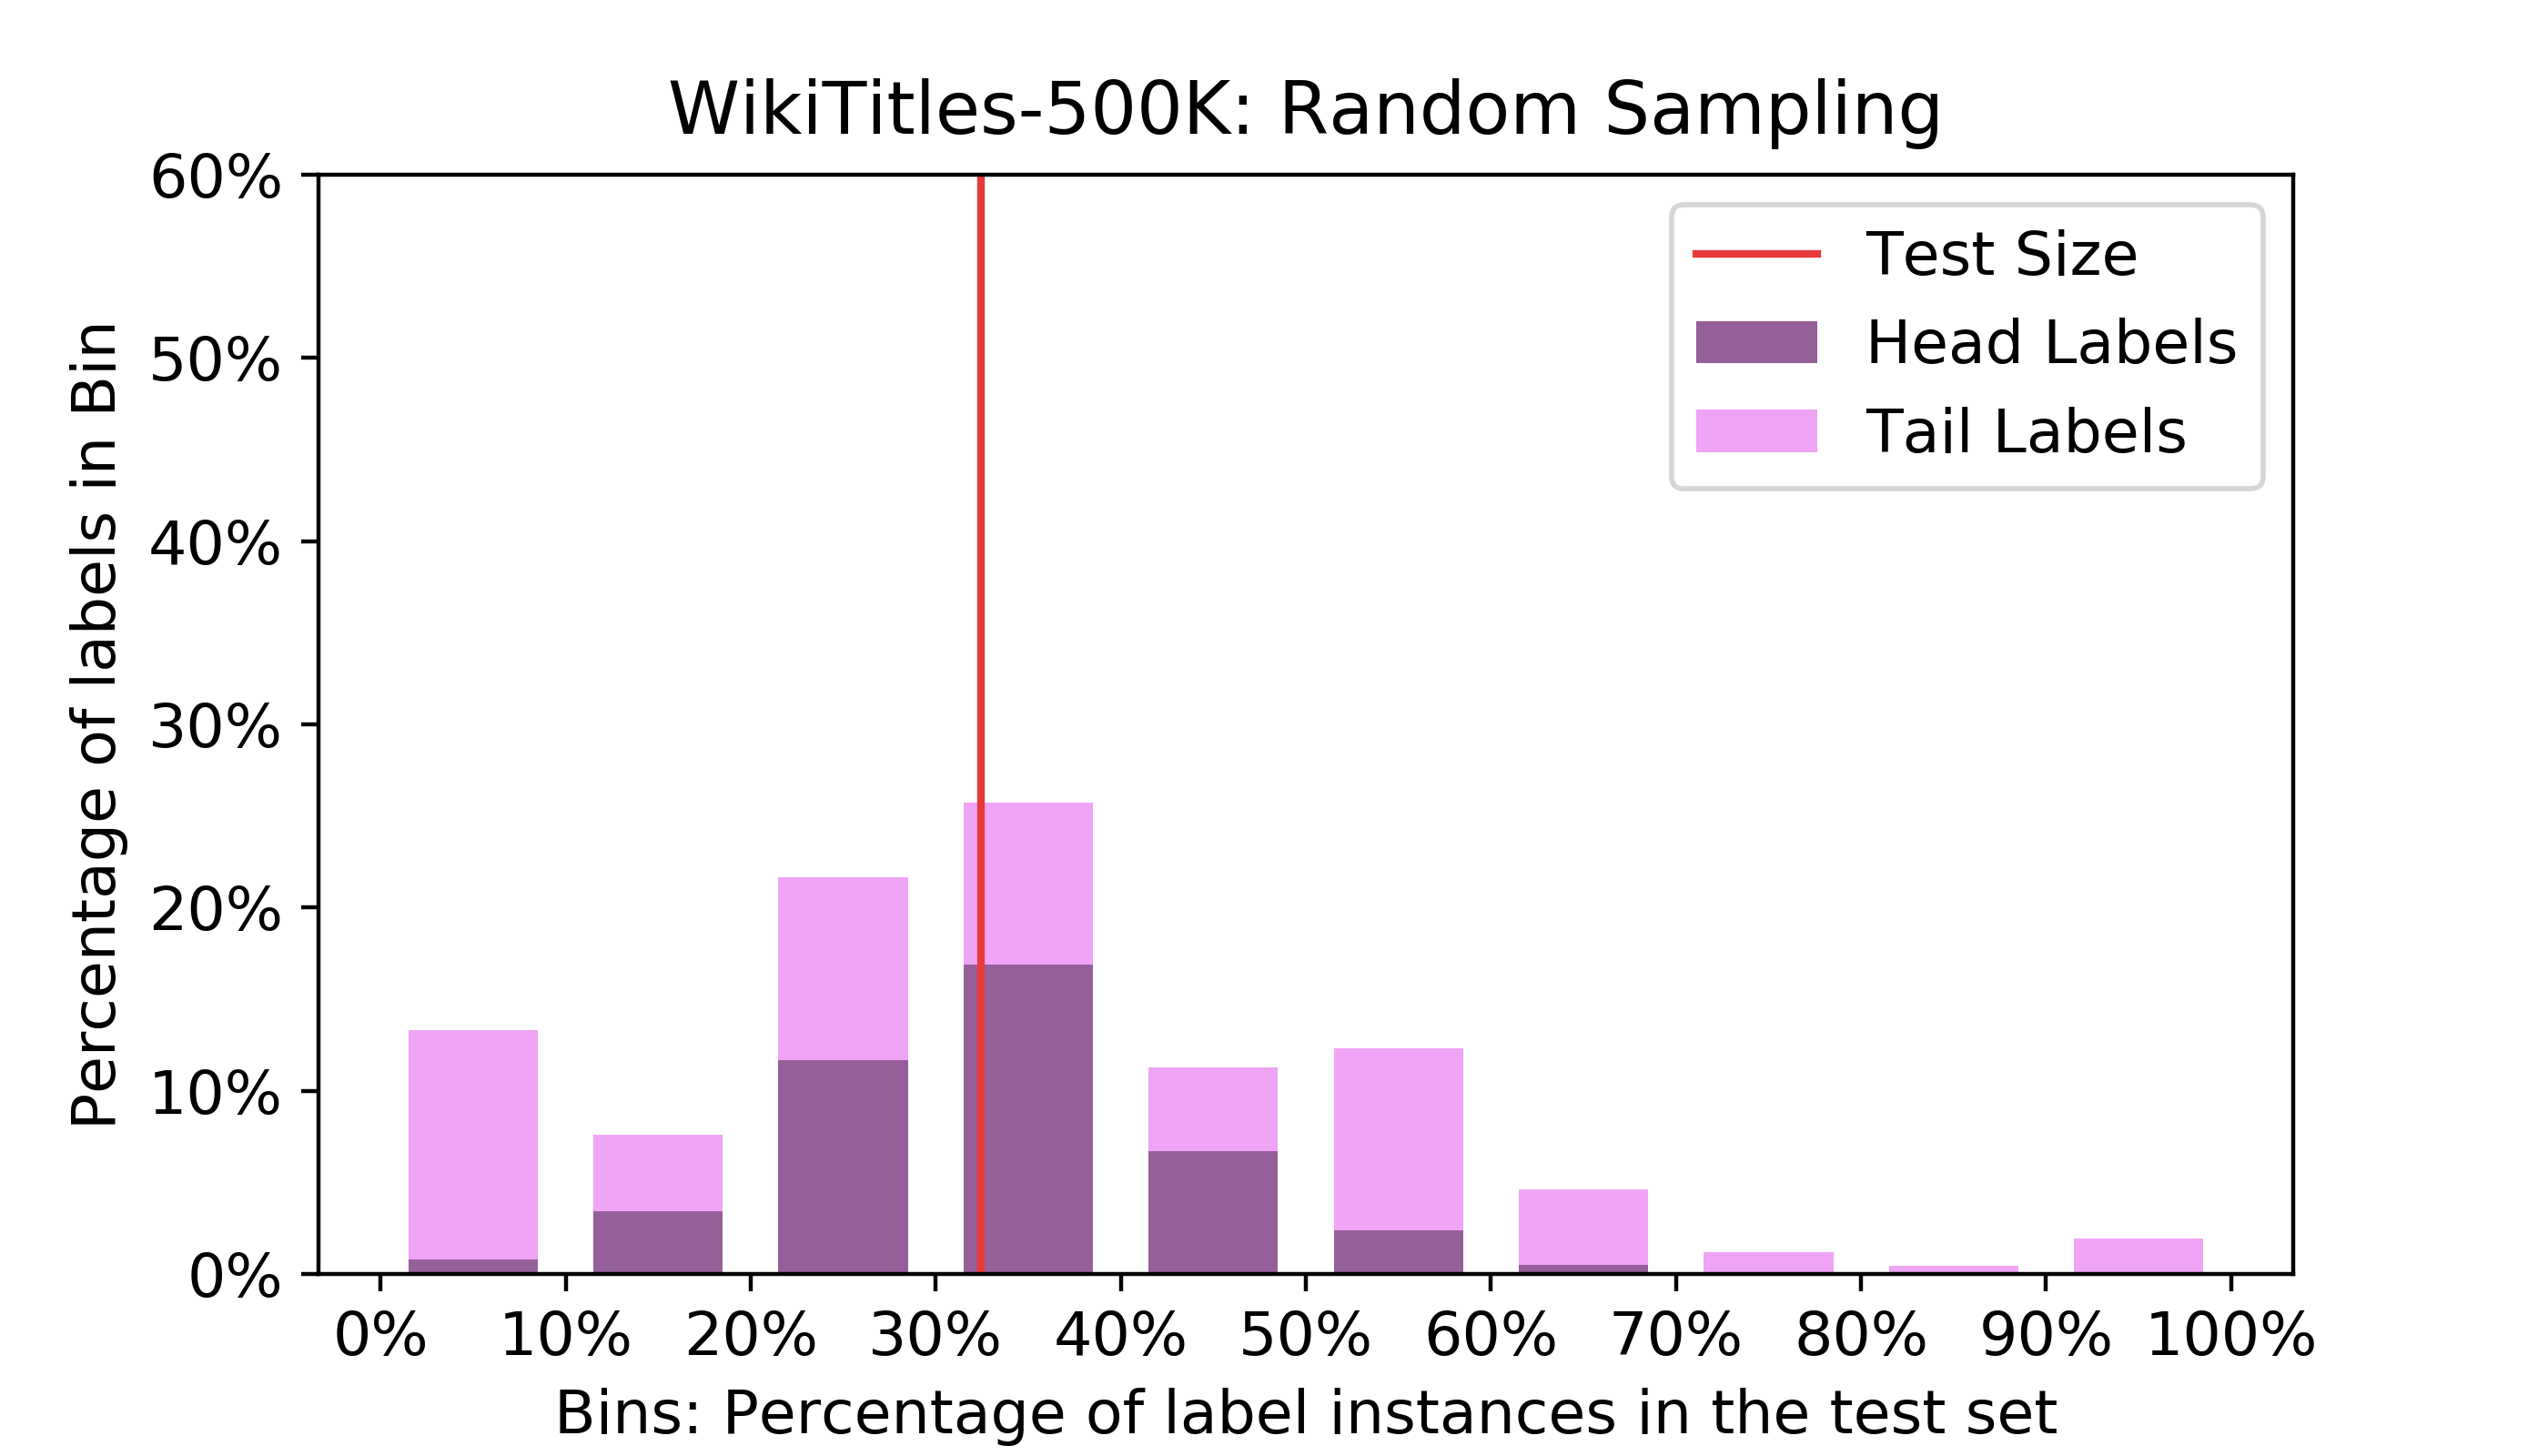 WikiTitles-500K: Random Sampling
60%
50%
40%
30%
20%
10%
0%
Percentage of labels in Bin
Test Size
Head Labels
Tail Labels
0% 10% 20% 30% 40% 50% 60% 70% 80% 90% 100%
Bins: Percentage of label instances in the test set